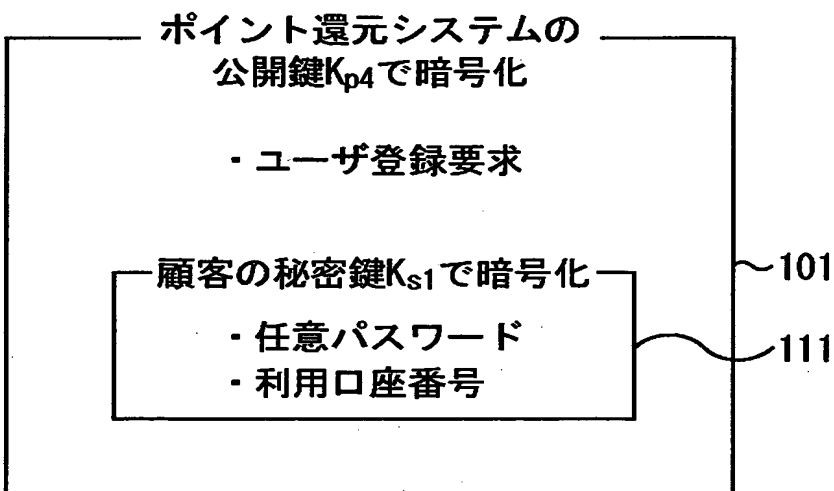 ポイント還元システムの
公開鍵Kp4で暗号化
・ユーザ登録要求
顧客の秘密鍵Ks1で暗号化
・任意パスワード
・利用口座番号
101
111